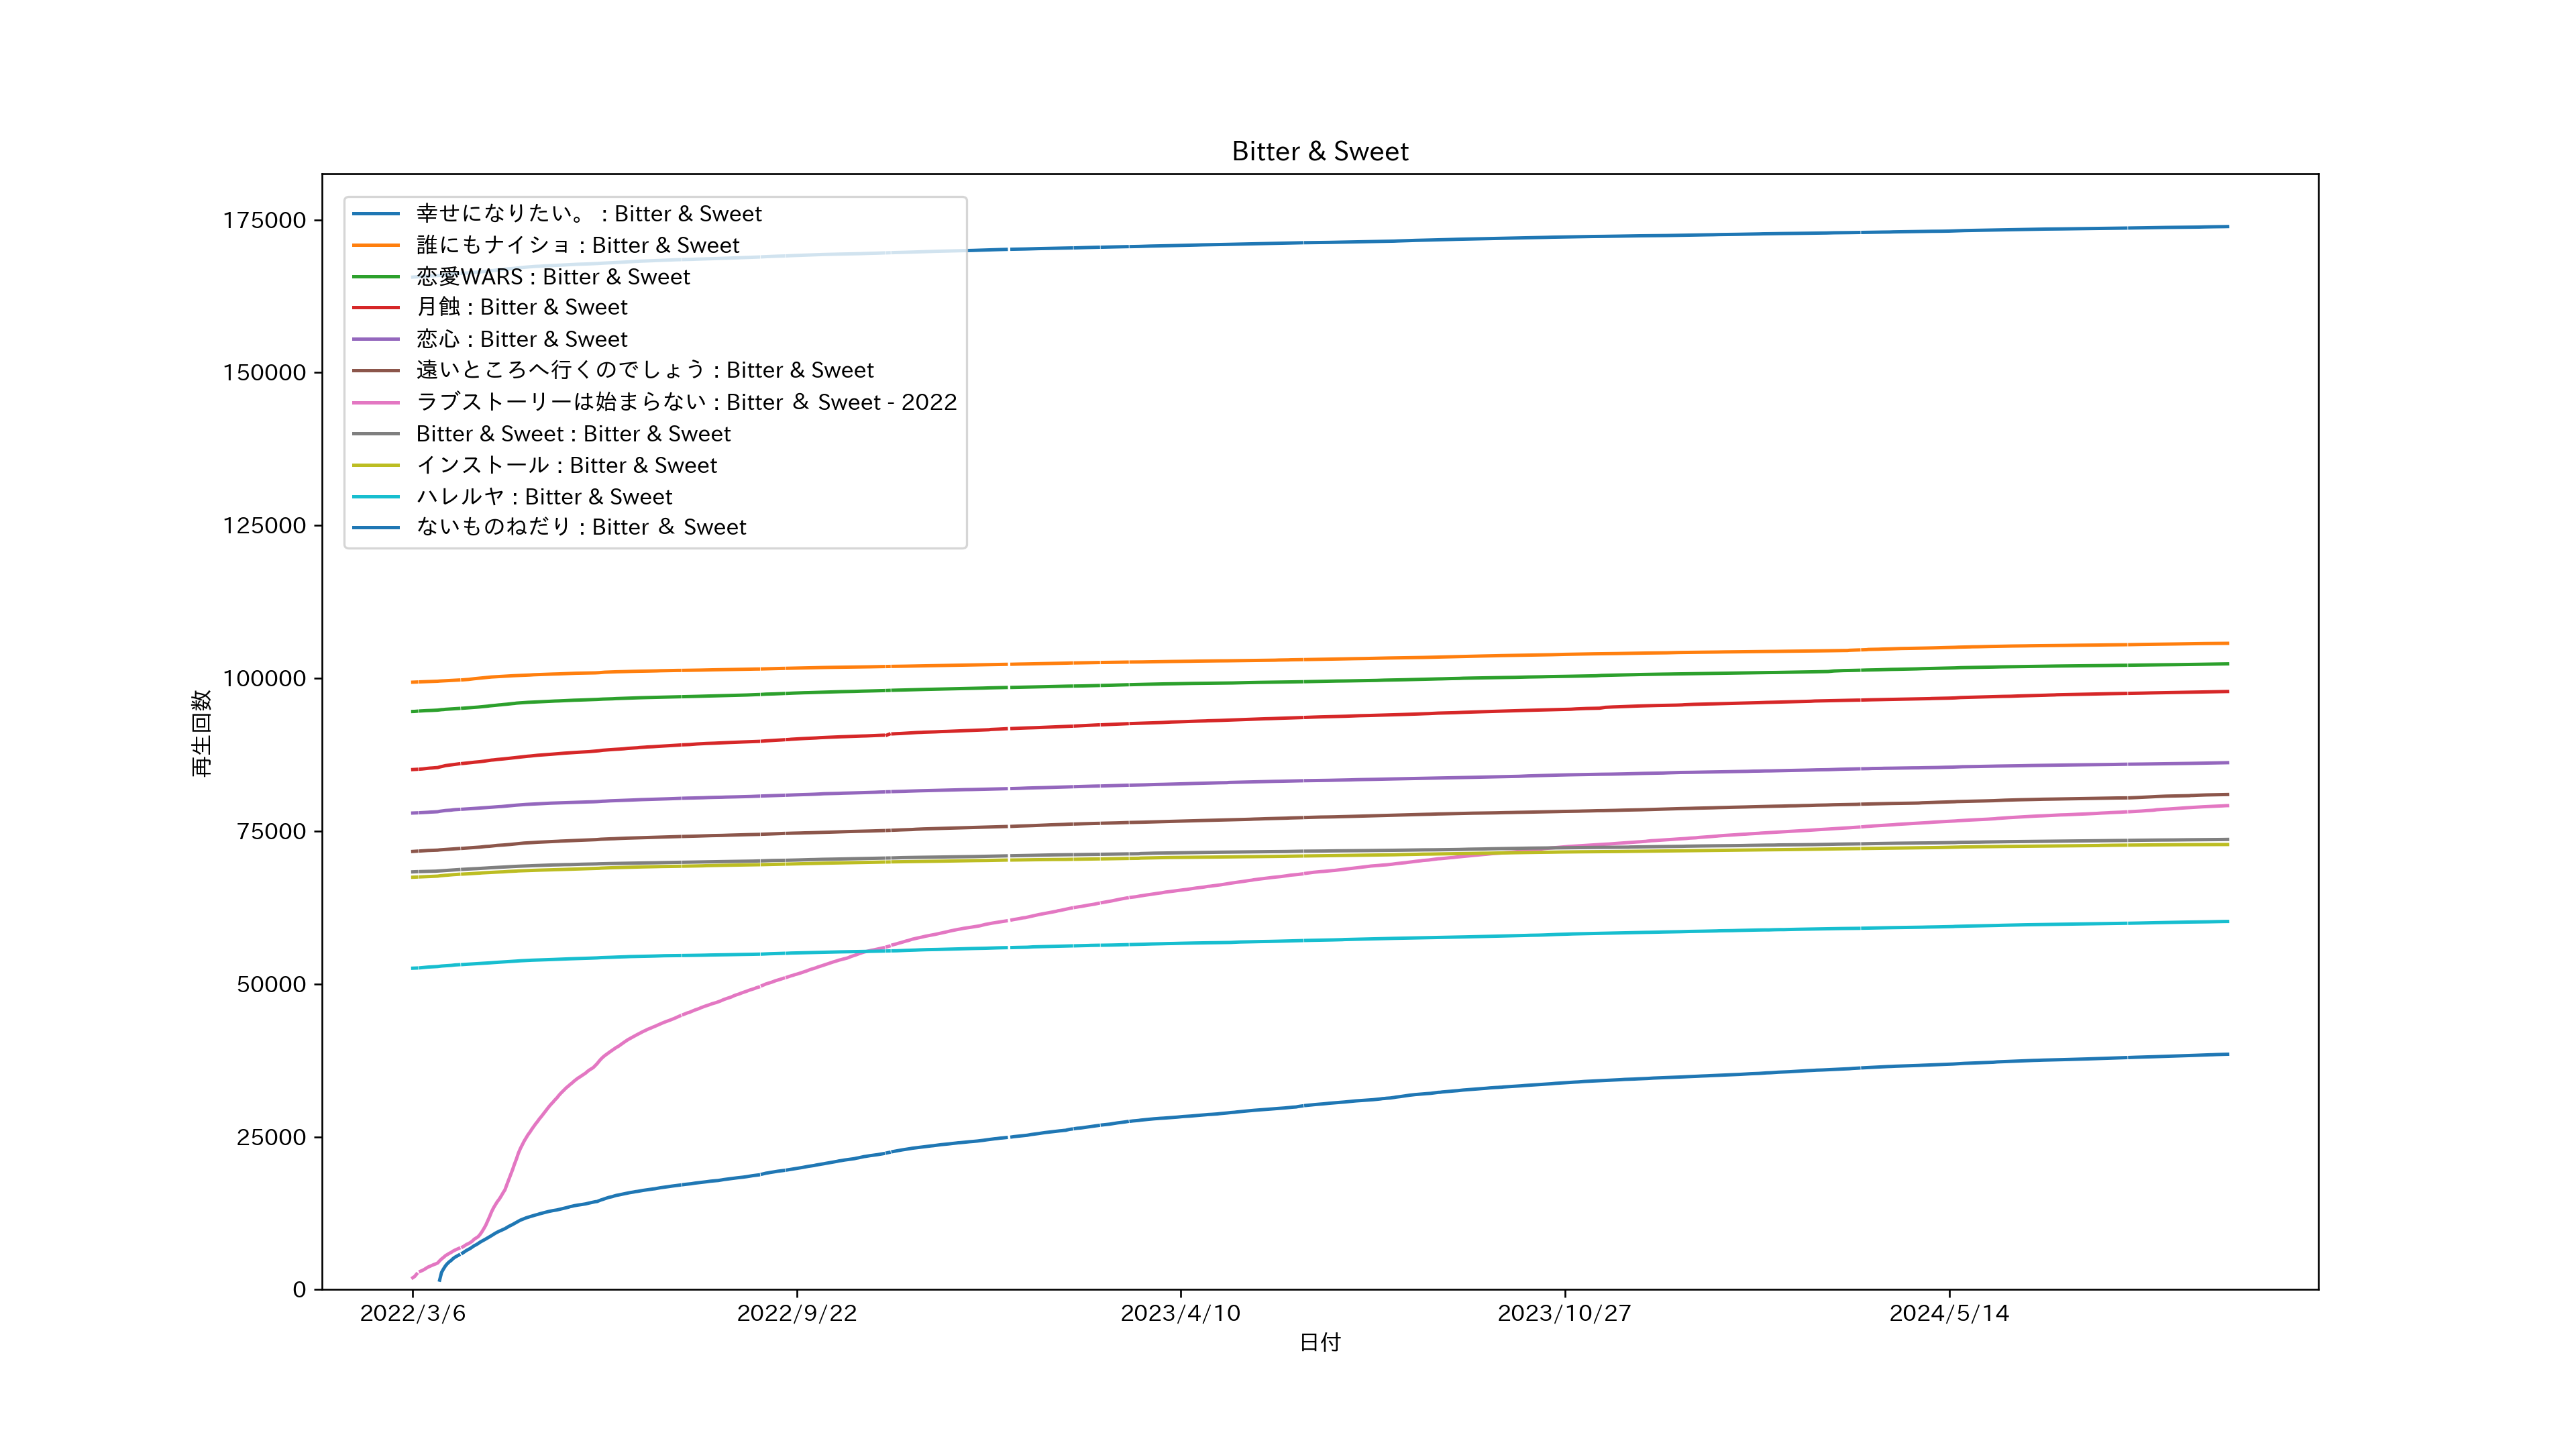 Bitter & Sweet
175000
150000
125000
100000
75000
50000
25000
0
再生回数
幸せになりたい。 : Bitter & Sweet
誰にもナイショ : Bitter & Sweet
恋愛WARS : Bitter & Sweet
月蝕 : Bitter & Sweet
恋心 : Bitter & Sweet
遠いところへ行くのでしょう : Bitter & Sweet
ラブストーリーは始まらない : Bitter ＆ Sweet - 2022
Bitter & Sweet : Bitter & Sweet
インストール : Bitter & Sweet
ハレルヤ : Bitter & Sweet
ないものねだり : Bitter ＆ Sweet
2022/3/6
2022/9/22
2023/4/10
2023/10/27
2024/5/14
日付